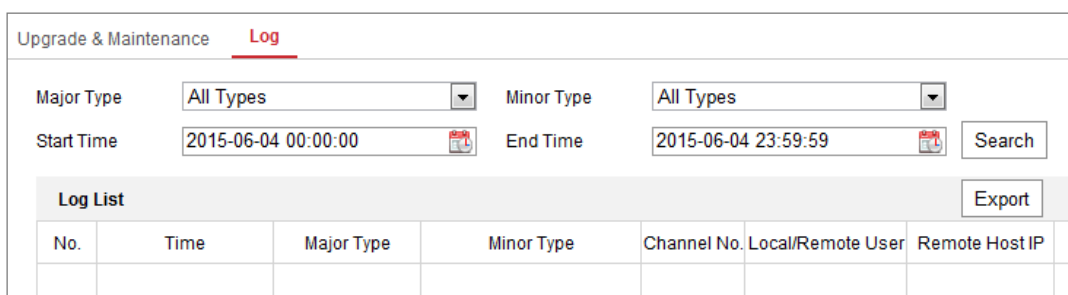 Upgrade & Maintenance Log
Major Type All Types Minor Type All Types
Start Time 2015-06-04 00:00:00 End Time 2015-06-04 23:59:59 Search
Log List Export
No. Time Major Type Minor Type Channel No. Local/Remote User Remote Host IP